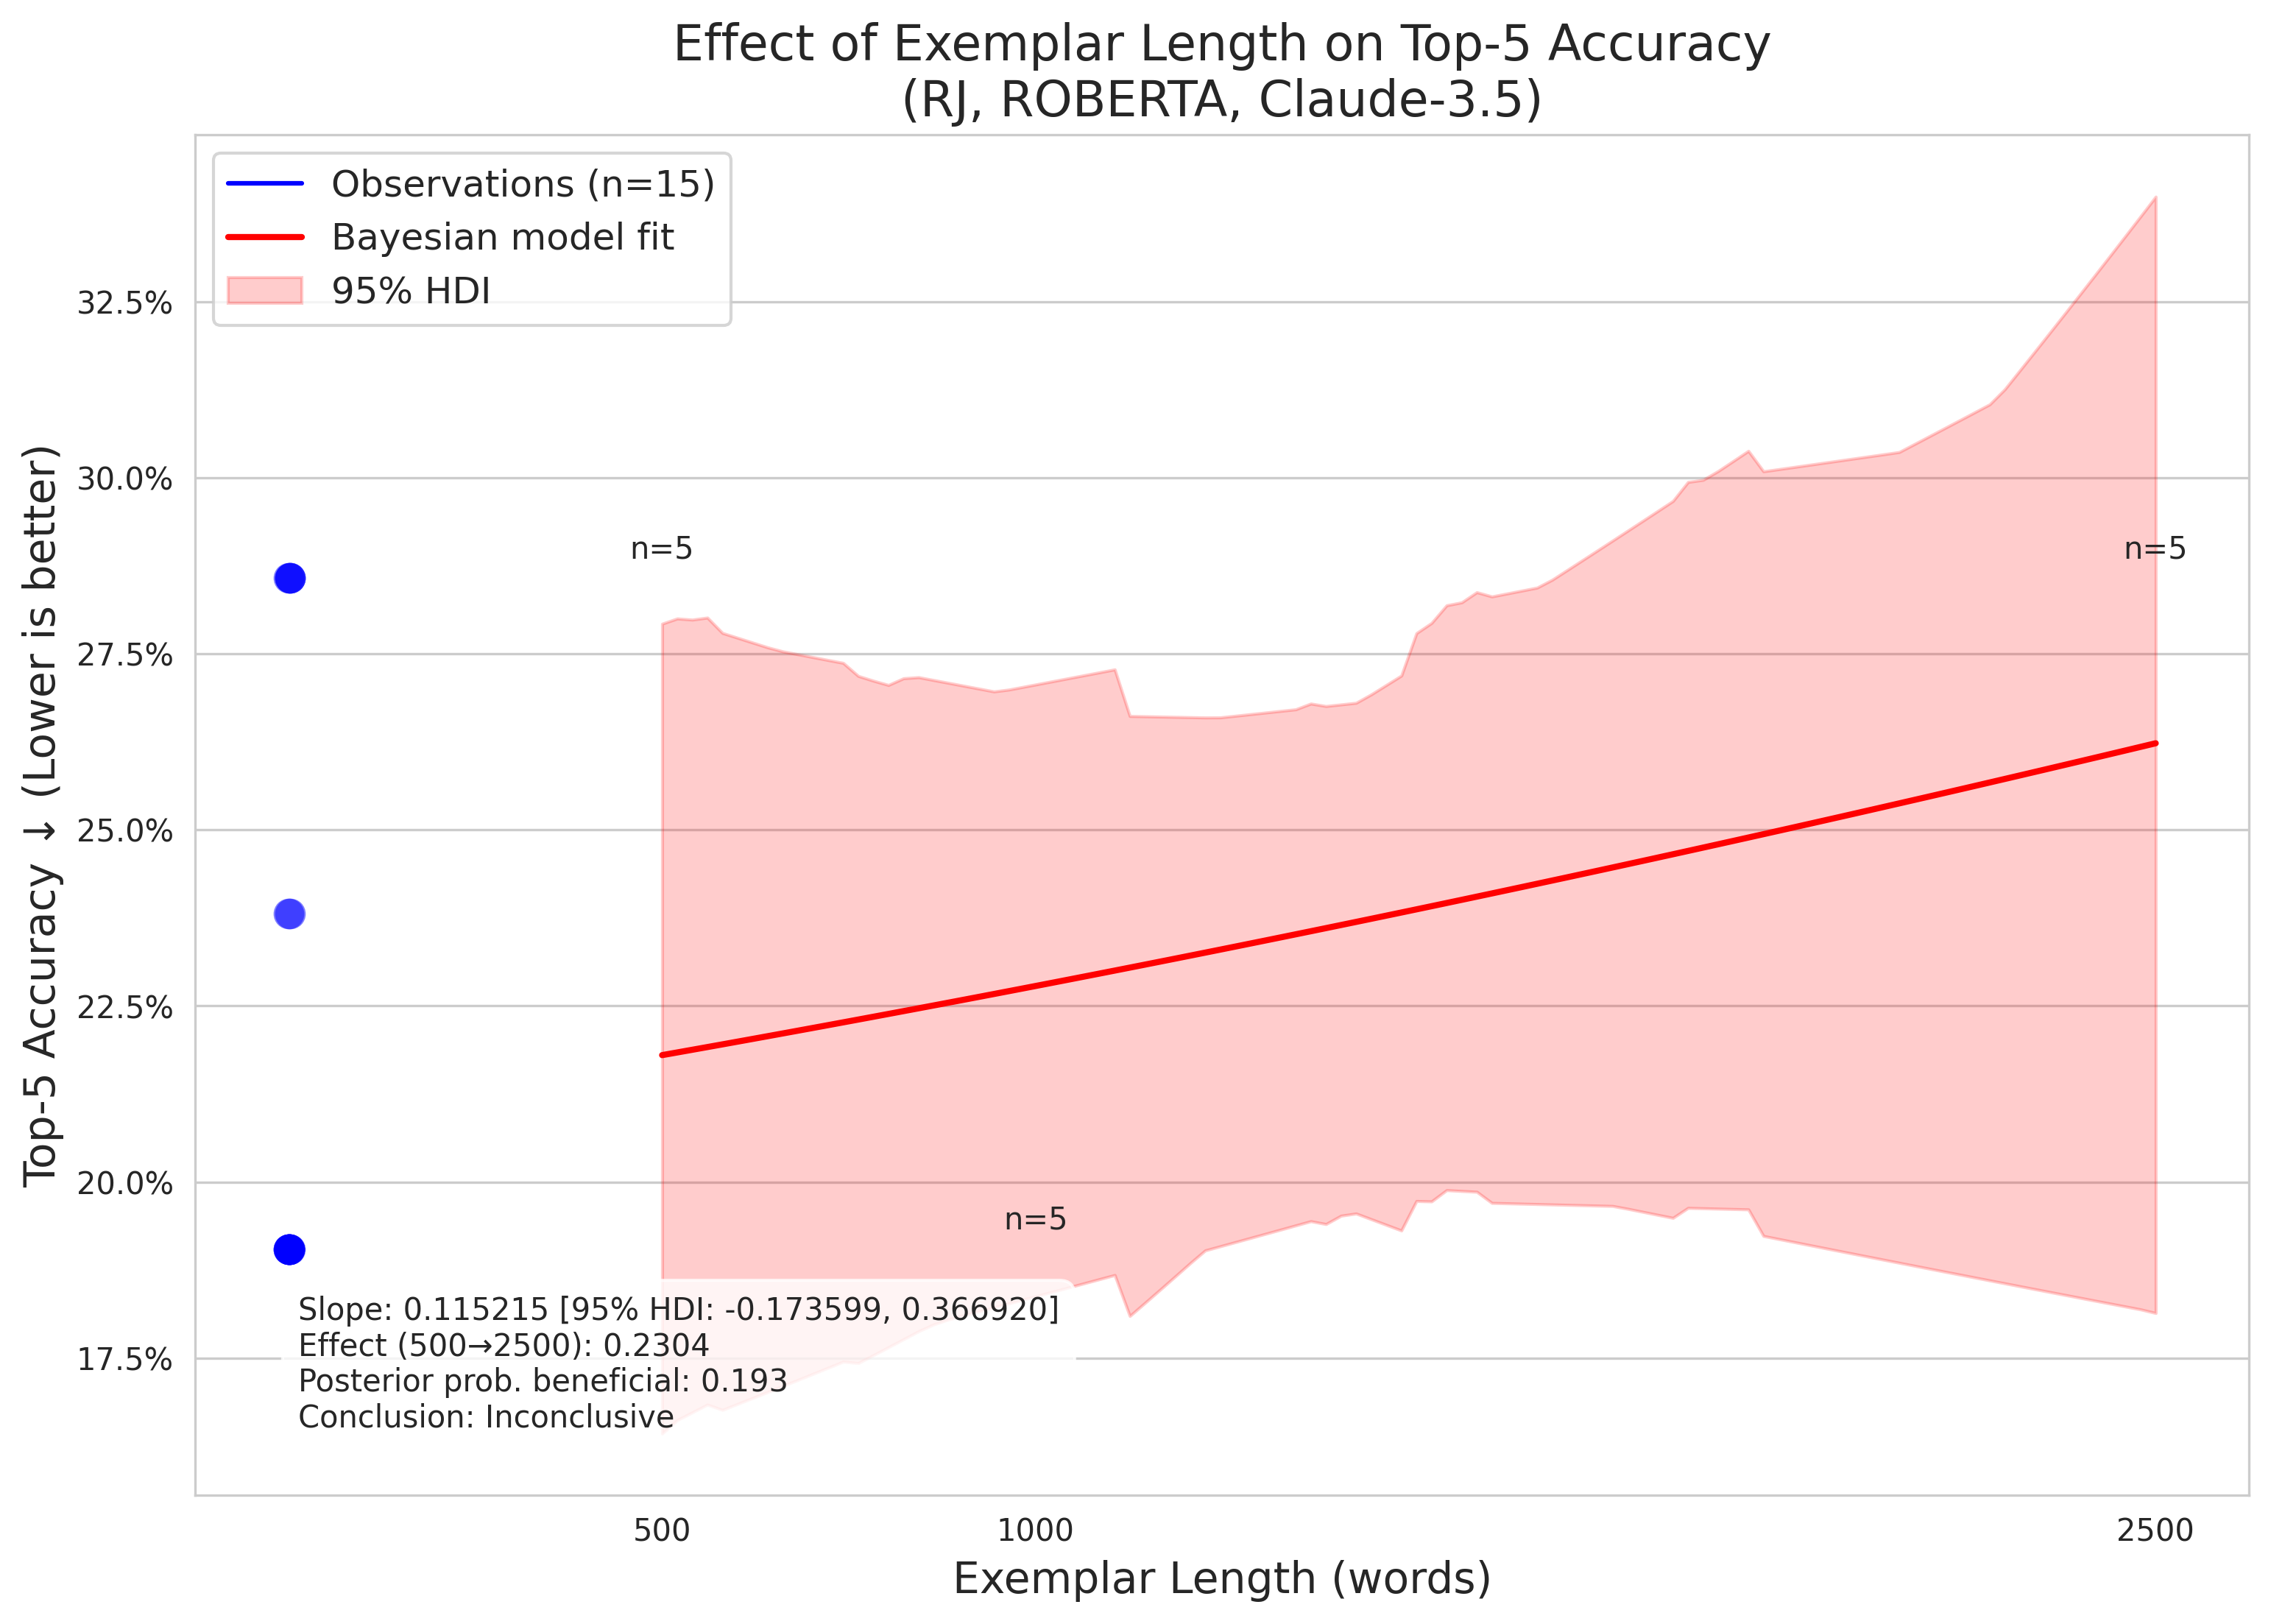 Effect of Exemplar Length on Top-5 Accuracy
(RJ, ROBERTA, Claude-3.5)
Observations (n=15)
Bayesian model fit
95% HDI
Top-5 Accuracy ↓ (Lower is better)
32.5%
30.0%
27.5%
25.0%
22.5%
20.0%
17.5%
n=5
n=5
n=5
Slope: 0.115215 [95% HDI: -0.173599, 0.366920]
Effect (500→2500): 0.2304
Posterior prob. beneficial: 0.193
Conclusion: Inconclusive
500
1000
2500
Exemplar Length (words)